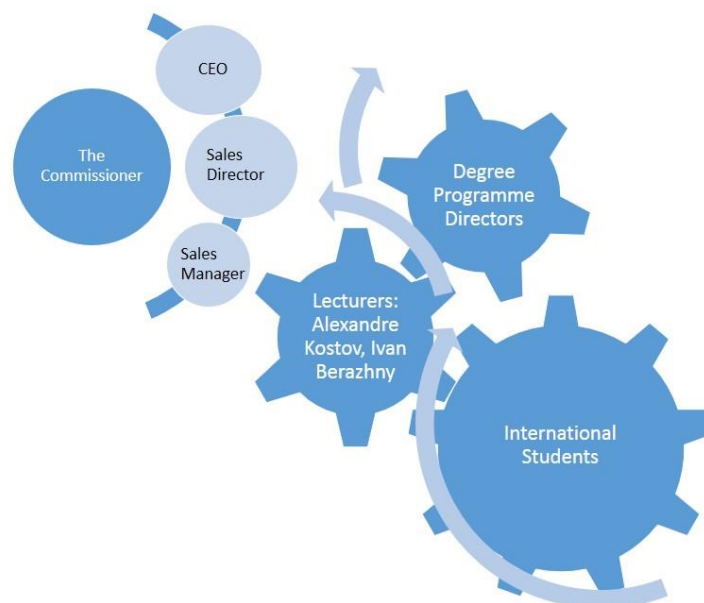 CEO
The
Commissioner
Sales
Director
Sales
Manager
Degree
Programme
Directors
Lecturers:
Alexandre
Kostov, Ivan
Berazhny
International
Students